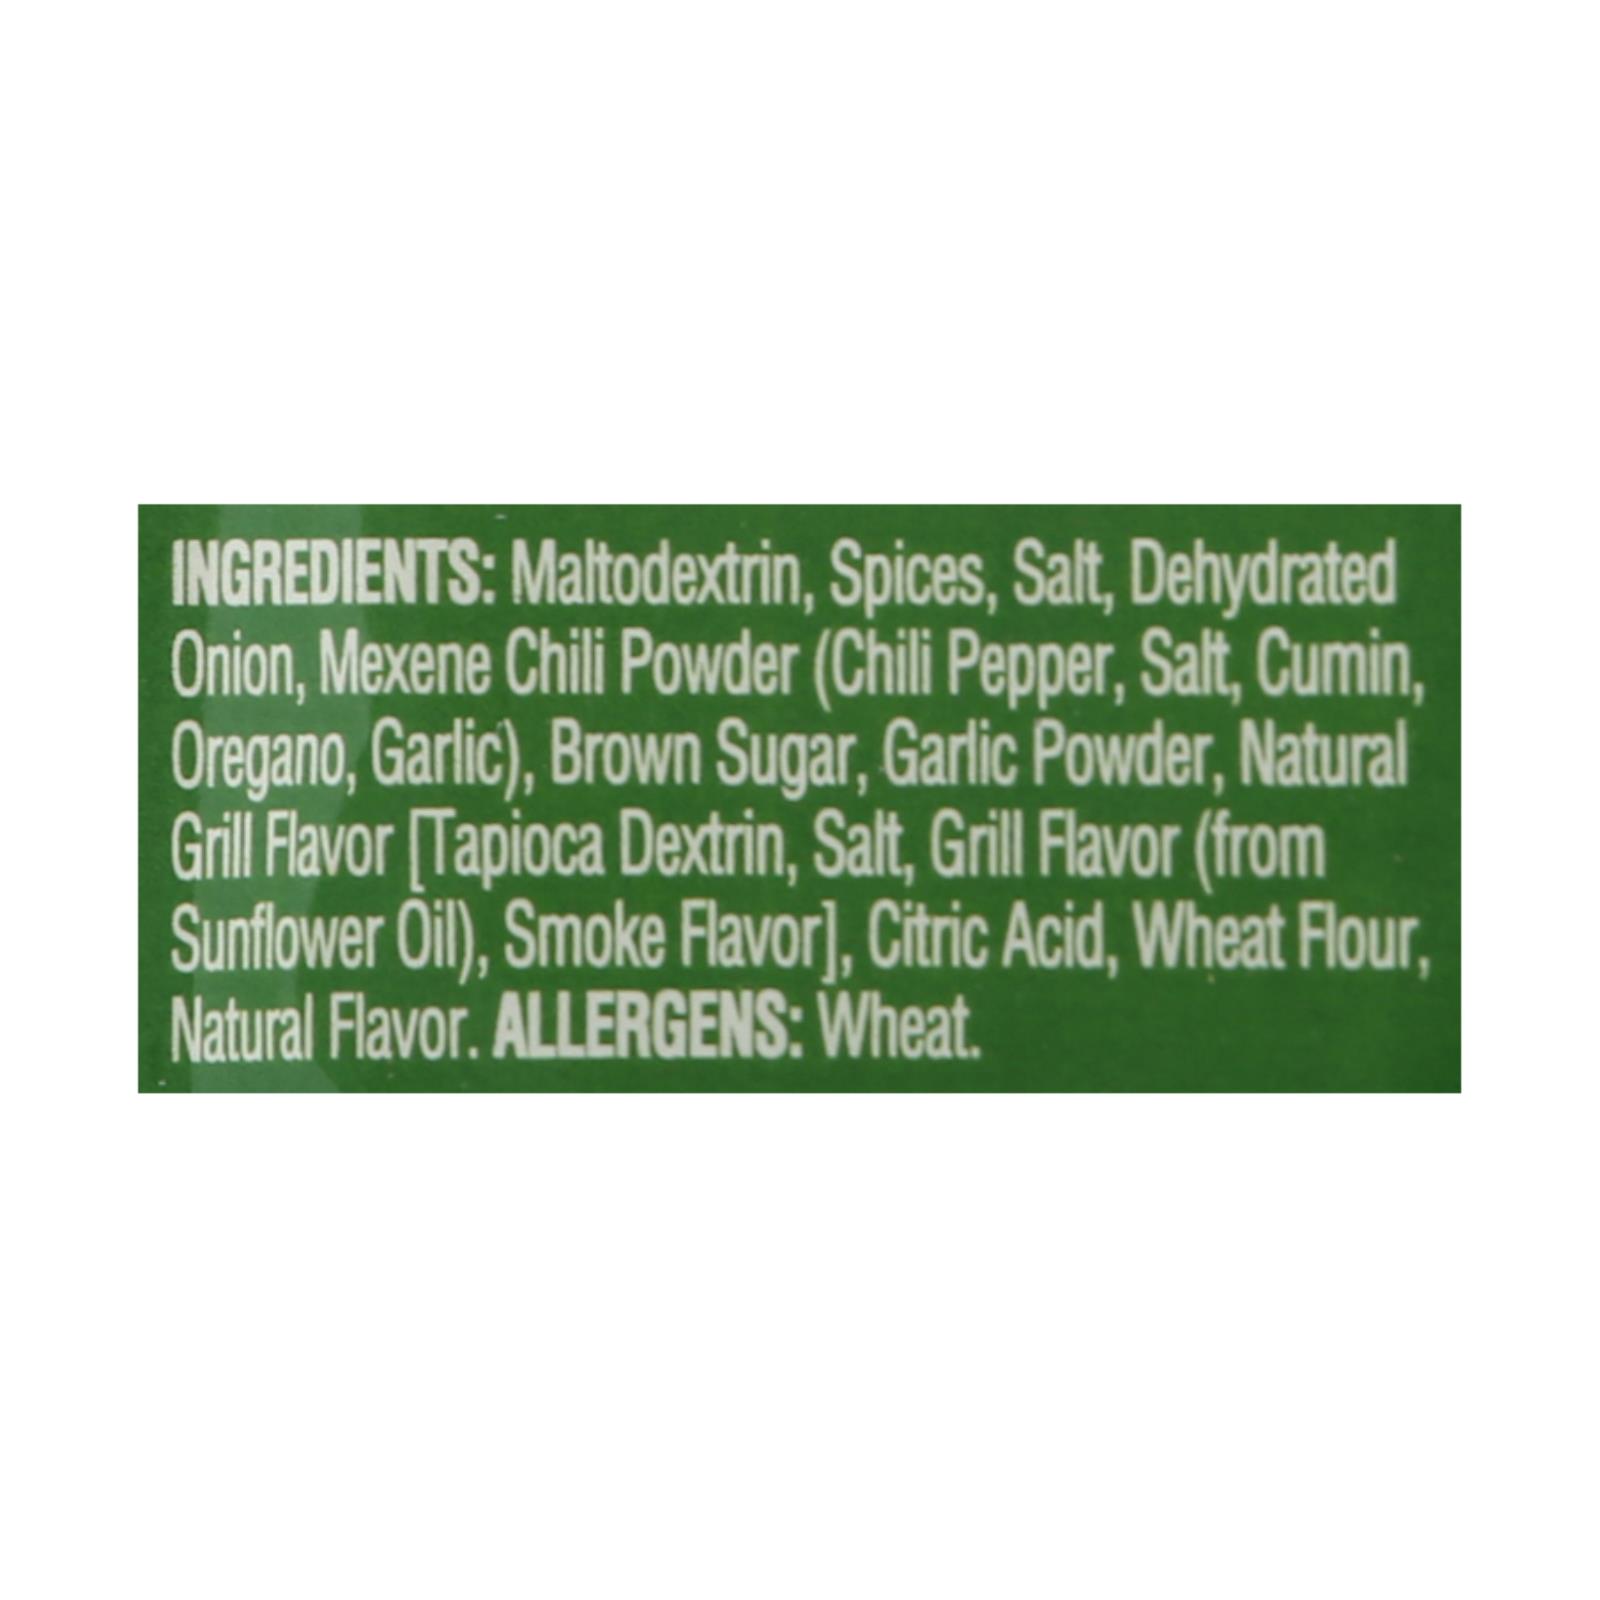 INGREDIENTS: Maltodextrin, Spices, Salt, Dehydrated
Onion, Mexene Chili Powder (Chili Pepper, Salt, Cumin,
Oregano, Garlic), Brown Sugar, Garlic Powder, Natural
Grill Flavor [Tapioca Dextrin, Salt, Grill Flavor (from
Sunflower Oil), Smoke Flavor], Citric Acid, Wheat Flour,
Natural Flavor. ALLERGENS: Wheat.